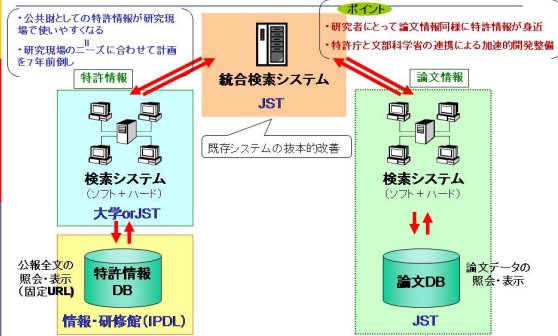 ・公共財としての特許情報が研究現
場で使いやすくなる
||
・研究現場のニーズに合わせて計画
を7年前倒し
ポイント
・研究者にとって論文情報同様に特許情報が身近
・特許庁と文部科学省の連携による加速的開発整備
特許情報
統合検索システム
JST
論文情報
既存システムの抜本的改善
検索システム
(ソフト+ハード)
大学orJST
検索システム
(ソフト+ハード)
公報全文の
照会・表示
(固定URL)
特許情報
DB
情報・研修館(IPDL)
論文DB
JST
論文データの
照会・表示